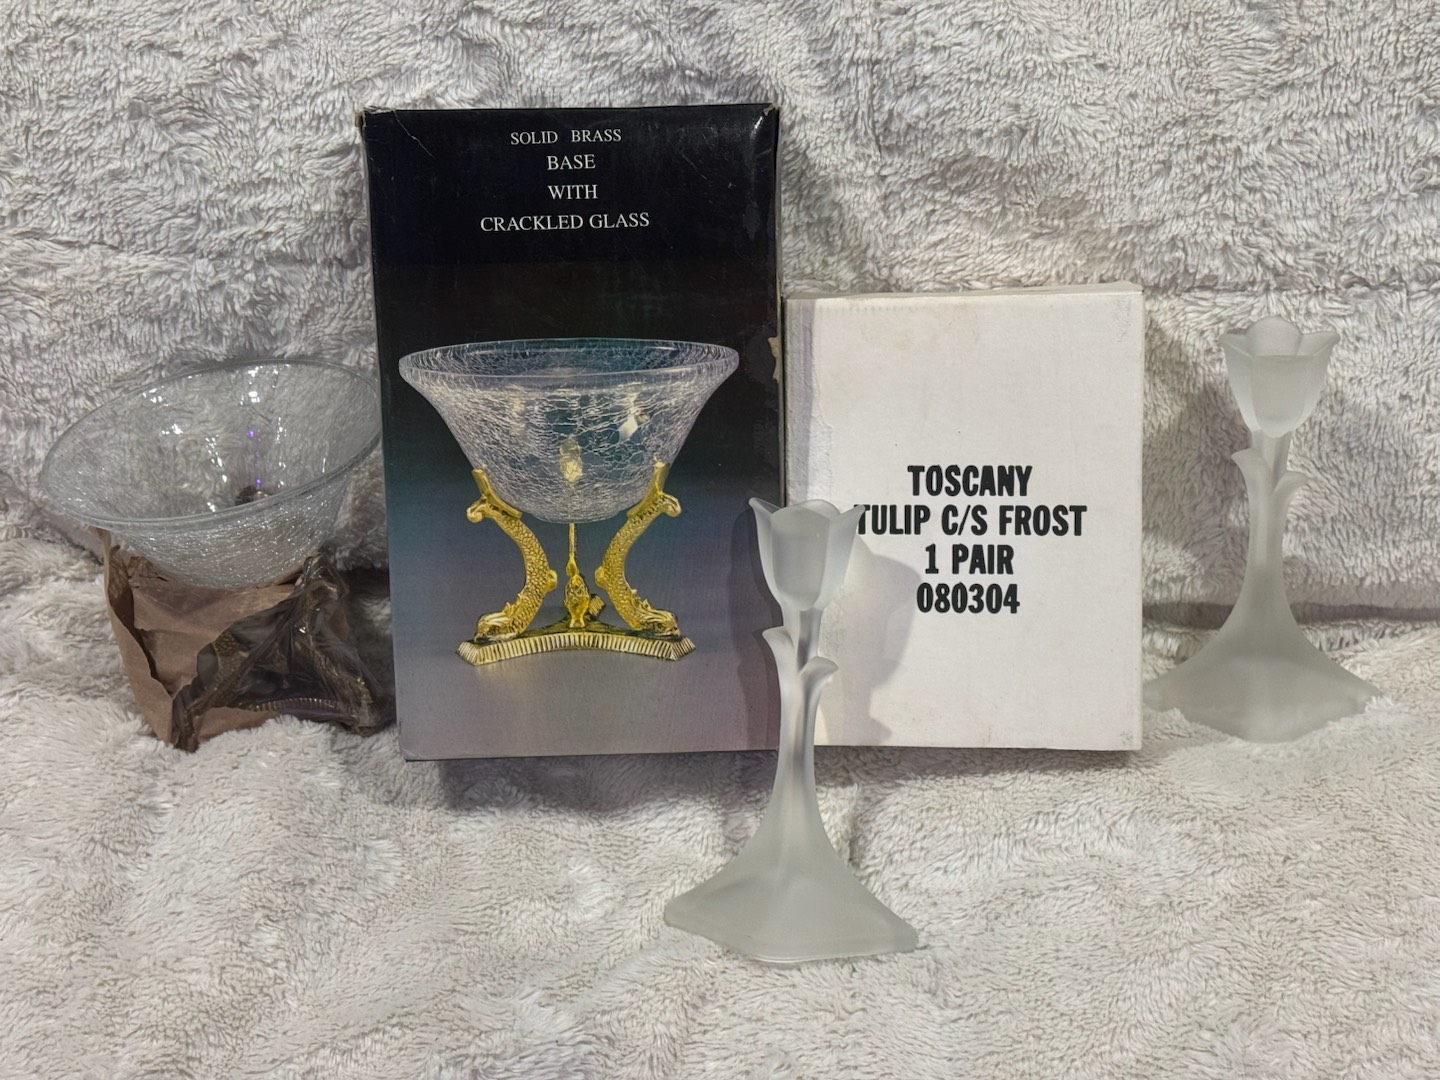 SOLID BRASS
BASE
WITH
CRACKLED GLASS
TOSCANY
TULIP C/S FROST
1 PAIR
080304